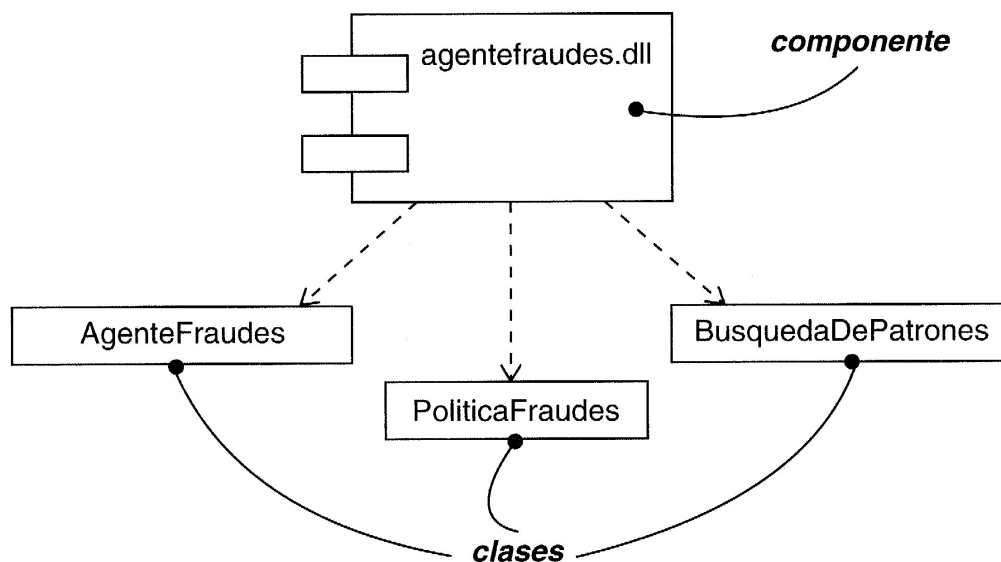 componente
agentefraudes.dll
AgenteFraudes
BusquedaDePatrones
PoliticaFraudes
clases